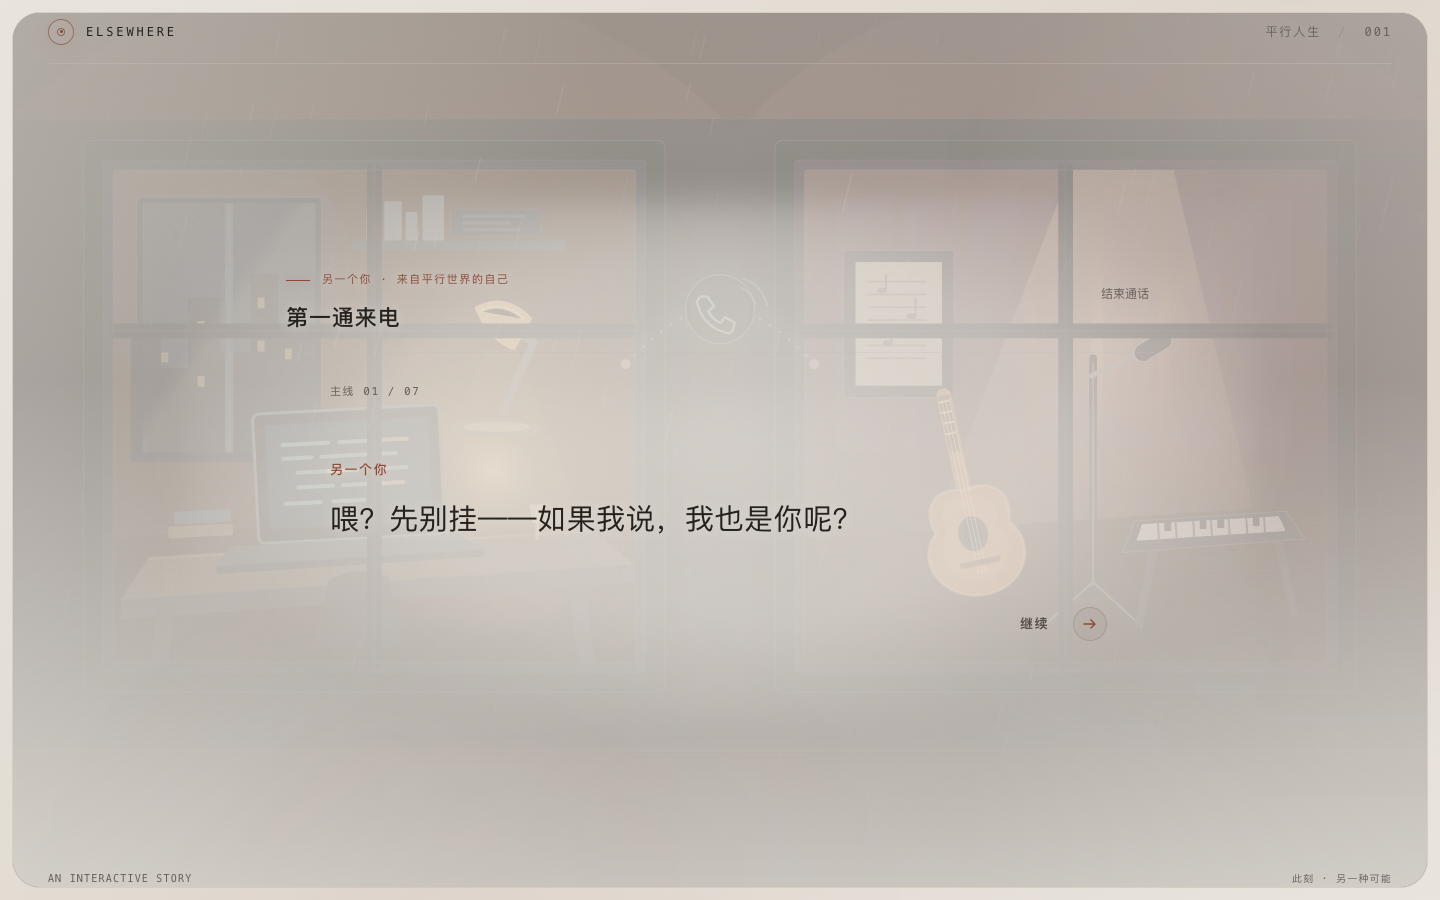 ELSEWHERE
平行人生 / 001
另一个你 · 来自平行世界的自己
第一通来电
结束通话
主线 01 / 07
另一个你
喂？先别挂——如果我说，我也是你呢？
继续
AN INTERACTIVE STORY
此刻 · 另一种可能